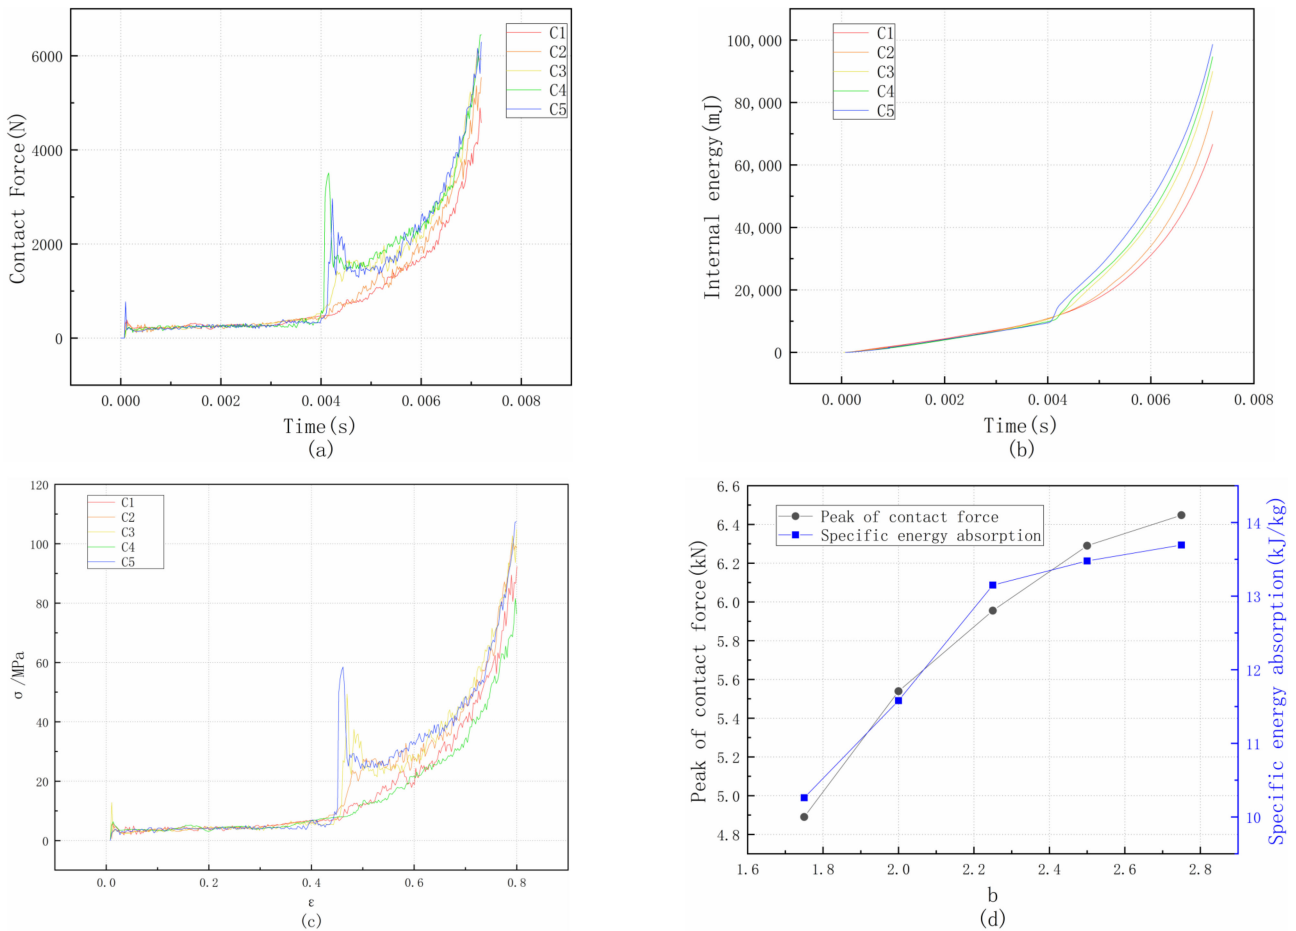 6000
4000
2000
0
Contact Force(N)
C1
C2
C3
C4
C5
0.000
0.002
0.004
0.006
0.008
Time(s)
(a)
100,000
80,000
60,000
40,000
20,000
0
Internal energy(mJ)
C1
C2
C3
C4
C5
0.000
0.002
0.004
0.006
0.008
Time(s)
(b)
120
100
80
60
40
20
0
σ/MPa
C1
C2
C3
C4
C5
0.0
0.2
0.4
0.6
0.8
ε
(c)
6.6
6.4
6.2
6.0
5.8
5.6
5.4
5.2
5.0
4.8
Peak of contact force(kN)
Peak of contact force
Specific energy absorption
14
13
12
11
10
Specific energy absorption(kJ/kg)
1.6
1.8
2.0
2.2
2.4
2.6
2.8
b
(d)